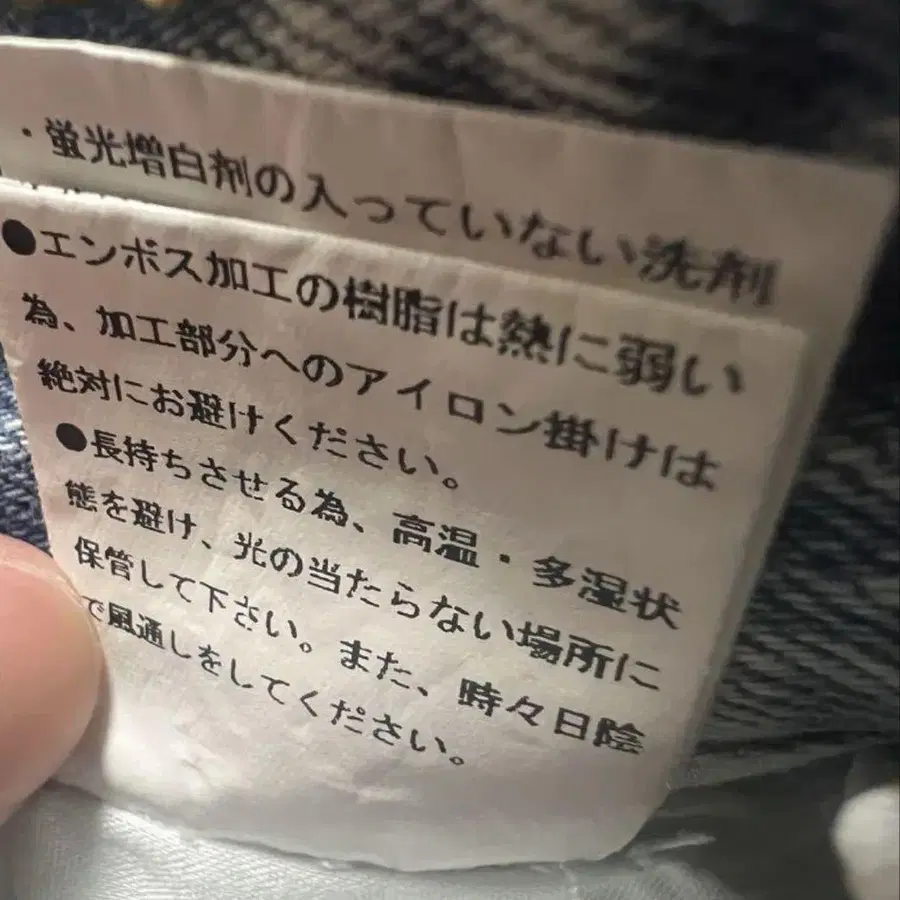 ・蛍光増白剤の入っていない洗剤
●エンボス加工の樹脂は熱に弱い
為、加工部分へのアイロン掛けは
絶対にお避けください。
●長持ちさせる為、高温・多湿状
態を避け、光の当たらない場所に
保管して下さい。また、時々日陰
で風通しをしてください。